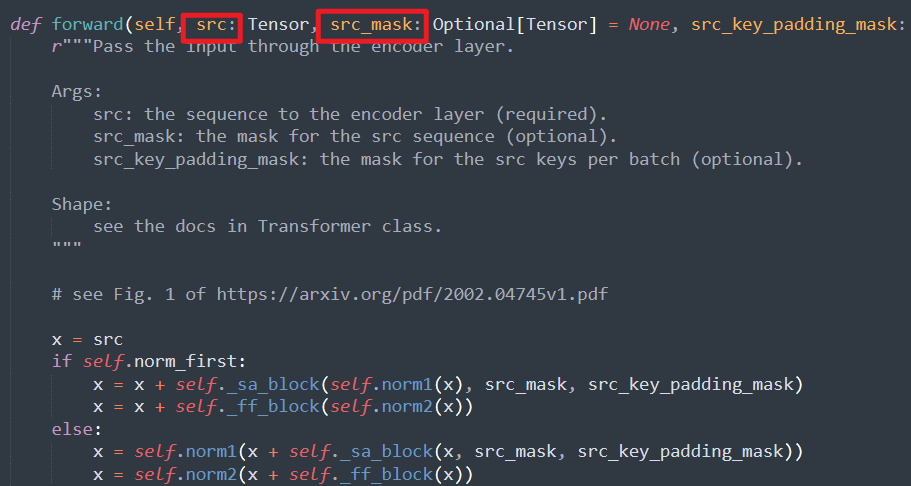 def forward(self, src: Tensor, src_mask: Optional[Tensor] = None, src_key_padding_mask:
r"""Pass the input through the encoder layer.
Args:
src: the sequence to the encoder layer (required).
src_mask: the mask for the src sequence (optional).
src_key_padding_mask: the mask for the src keys per batch (optional).
Shape:
see the docs in Transformer class.
"""
# see Fig. 1 of https://arxiv.org/pdf/2002.04745v1.pdf
x = src
if self.norm_first:
x = x + self._sa_block(self.norm1(x), src_mask, src_key_padding_mask)
x = x + self._ff_block(self.norm2(x))
else:
x = self.norm1(x + self._sa_block(x, src_mask, src_key_padding_mask))
x = self.norm2(x + self._ff_block(x))